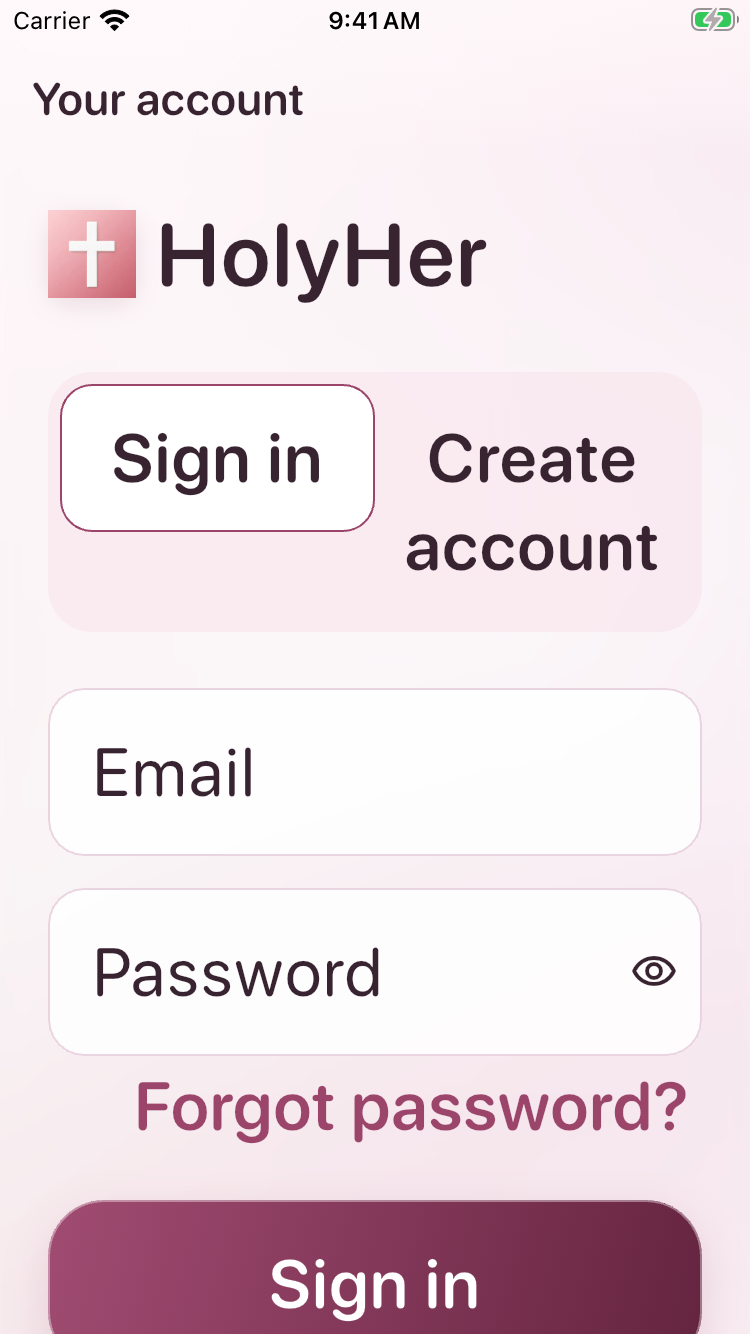 Carrier 9:41 AM
Your account
HolyHer
Sign in
Create
account
Email
Password
Forgot password?
Sign in